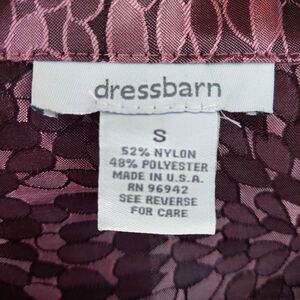 dressbarn
S
52% NYLON
48% POLYESTER
MADE IN U.S.A.
RN 96942
SEE REVERSE
FOR CARE